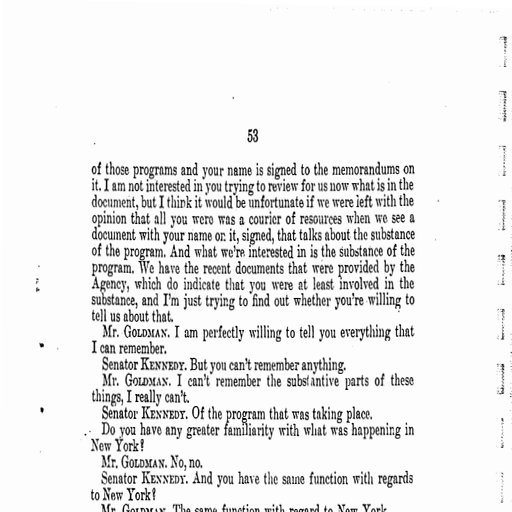 53
of those programs and your name is signed to the memorandums on
it. I am not interested in you trying to review for us now what is in the
document, but I think it would be unfortunate if we were left with the
opinion that all you were was a courier of resources when we see a
document with your name on it, signed, that talks about the substance
of the program. And what we're interested in is the substance of the
program. We have the recent documents that were provided by the
Agency, which do indicate that you were at least involved in the
substance, and I'm just trying to find out whether you're willing to
tell us about that.
Mr. GOLDMAN. I am perfectly willing to tell you everything that
I can remember.
Senator KENNEDY. But you can't remember anything.
Mr. GOLDMAN. I can't remember the substantive parts of these
things, I really can't.
Senator KENNEDY. Of the program that was taking place.
Do you have any greater familiarity with what was happening in
New York?
Mr. GOLDMAN. No, no.
Senator KENNEDY. And you have the same function with regards
to New York?
Mr. GOLDMAN. The same function with regard to New York.